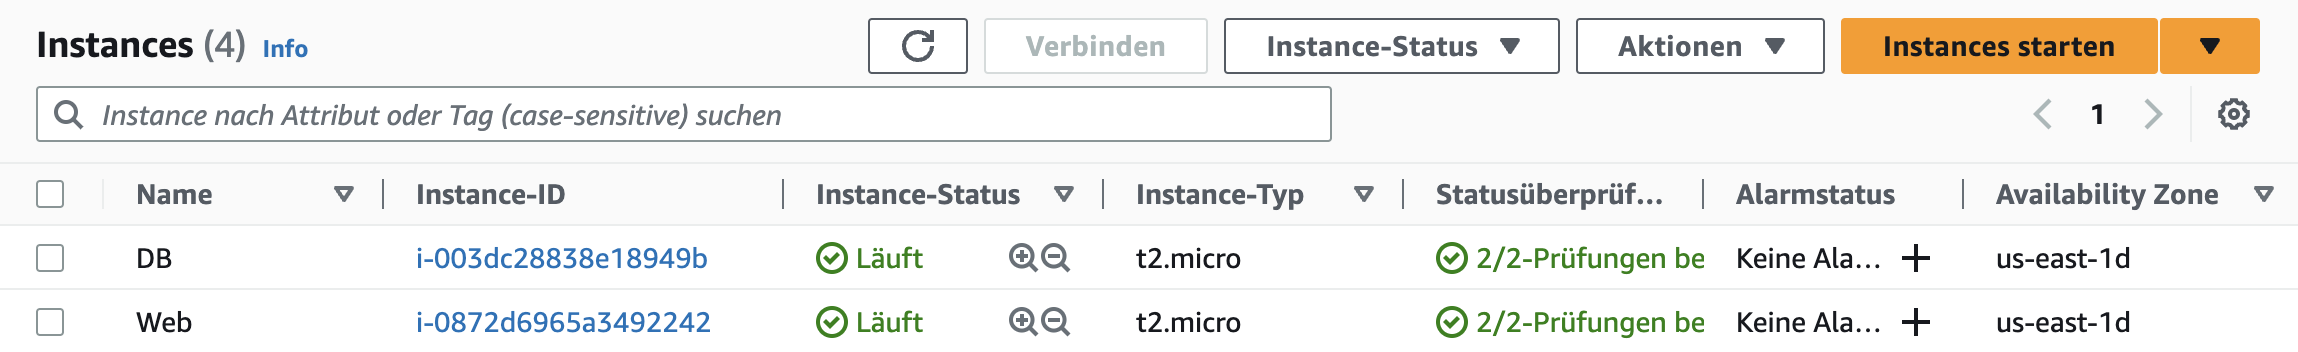 Instances (4) Info Verbinden Instance-Status Aktionen Instances starten
Instance nach Attribut oder Tag (case-sensitive) suchen 1
Name Instance-ID Instance-Status Instance-Typ Statusüberprüf... Alarmstatus Availability Zone
DB i-003dc28838e18949b Läuft t2.micro 2/2-Prüfungen be Keine Ala... us-east-1d
Web i-0872d6965a3492242 Läuft t2.micro 2/2-Prüfungen be Keine Ala... us-east-1d